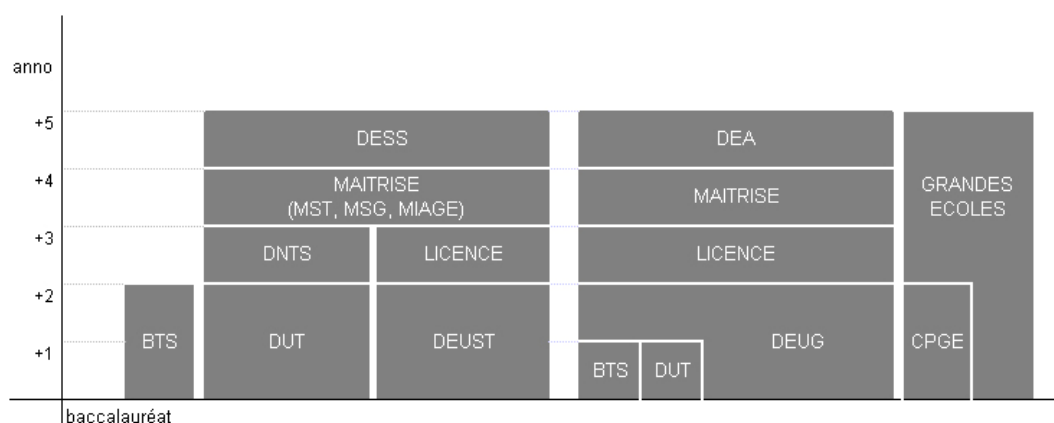 anno
+5
DESS
DEA
+4
MAITRISE
(MST, MSG, MIAGE)
MAITRISE
GRANDES
ECOLES
+3
DNTS
LICENCE
LICENCE
+2
BTS
DUT
DEUST
DEUG
CPGE
+1
BTS
DUT
baccalauréat